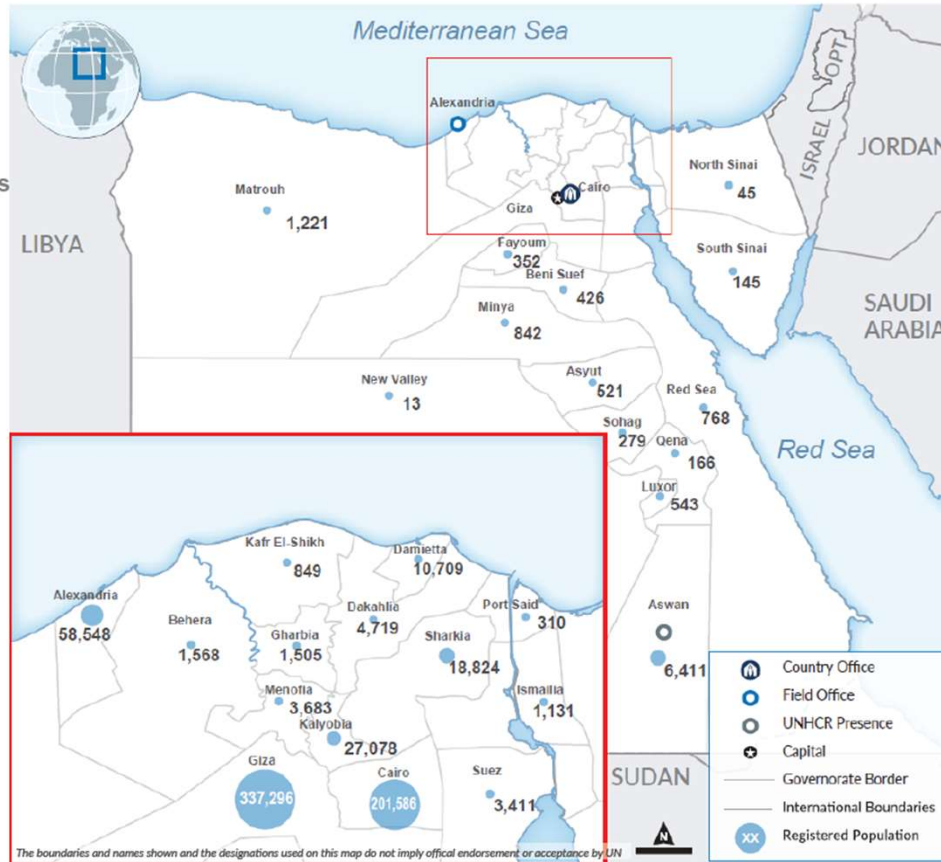 Mediterranean Sea
Alexandria
Matrouh
1,221
LIBYA
s
Cairo
Giza
Fayoum
352
Beni Suef
426
Minya
842
North Sinai
45
South Sinai
145
ISRAEL
OPT
JORDAN
SAUDI
ARABIA
New Valley
13
Asyut
521
Red Sea
768
Sohag
279
Qena
166
Luxor
543
Red Sea
Aswan
6,411
SUDAN
Kafr El-Shikh
849
Damietta
10,709
Alexandria
58,548
Behera
1,568
Gharbia
1,505
Dakahlia
4,719
Port Said
310
Sharkia
18,824
Ismailia
1,131
Menofia
3,683
Kalyobia
27,078
Giza
337,296
Cairo
201,586
Suez
3,411
N
Country Office
Field Office
UNHCR Presence
Capital
Governorate Border
International Boundaries
XX Registered Population
The boundaries and names shown and the designations used on this map do not imply offical endorsement or acceptance by UN